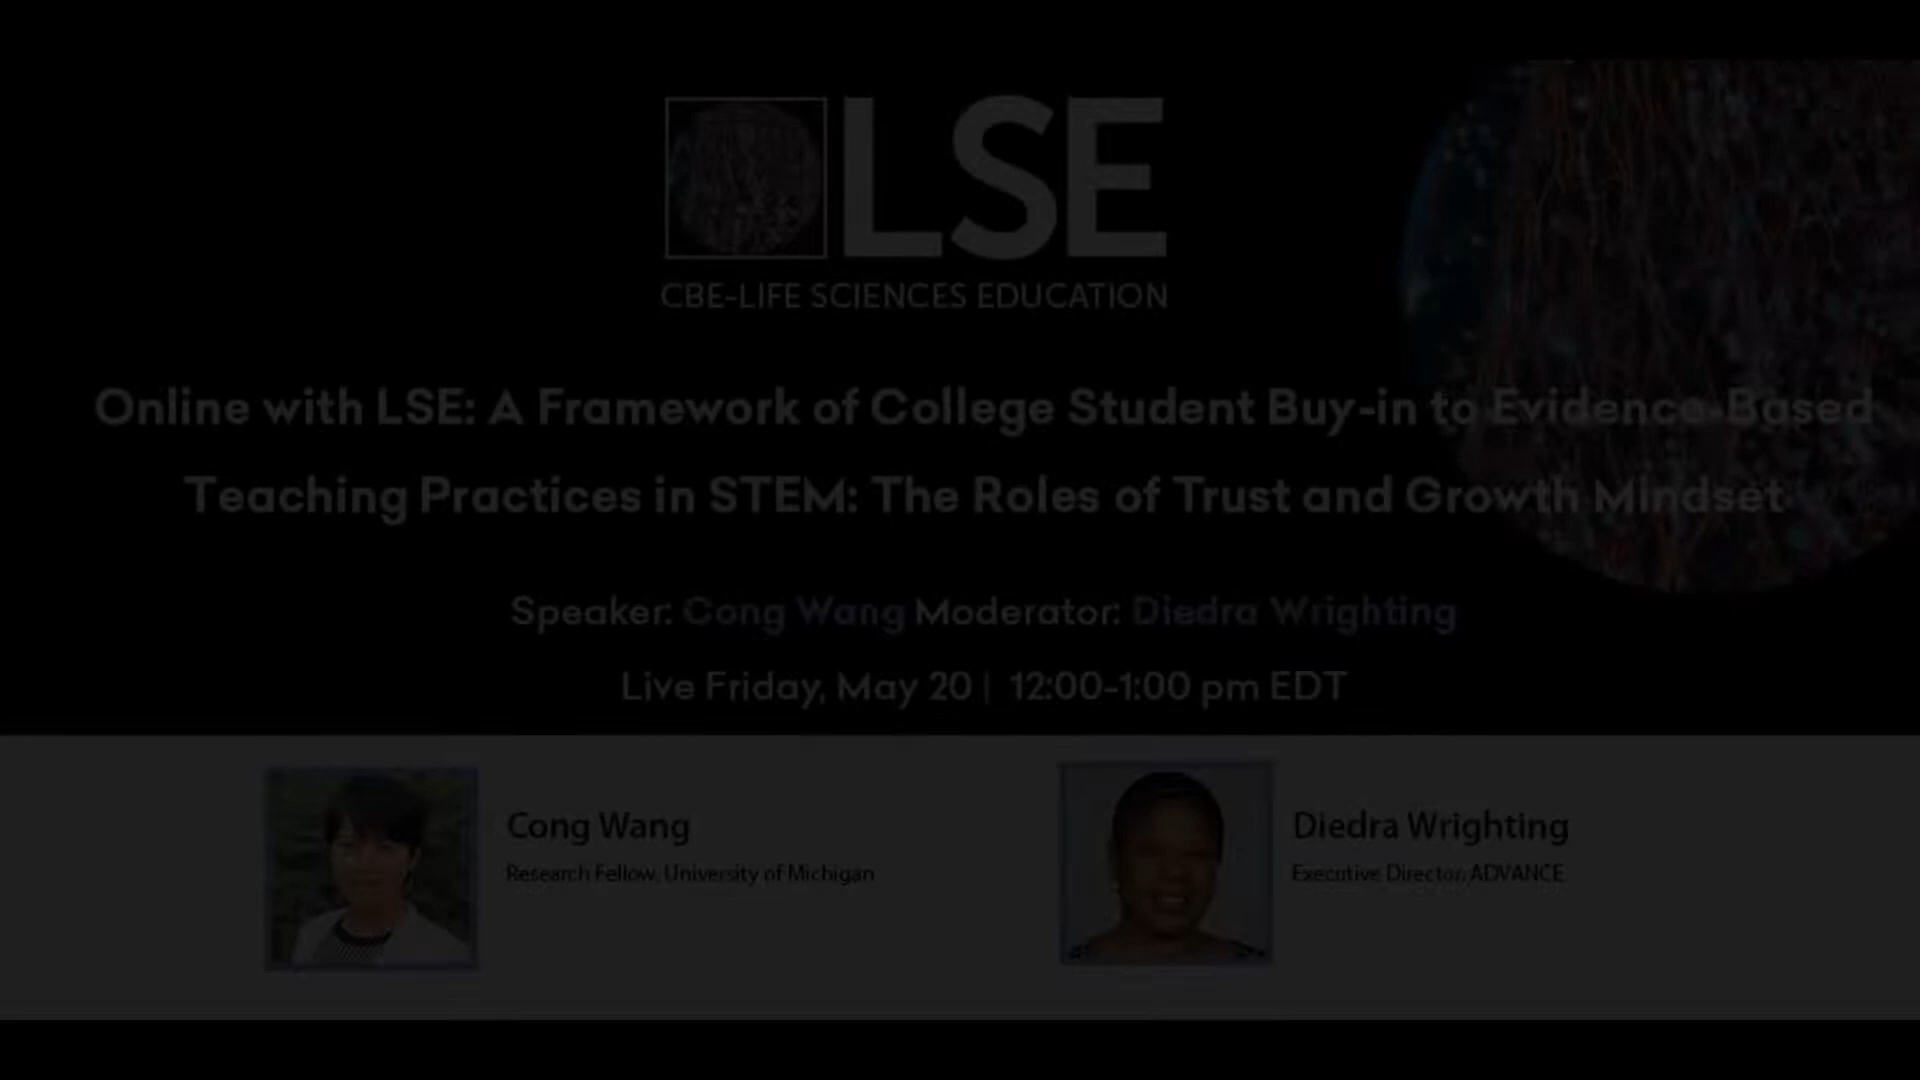 LSE
CBE-LIFE SCIENCES EDUCATION
Online with LSE: A Framework of College Student Buy-in to Evidence-Based
Teaching Practices in STEM: The Roles of Trust and Growth Mindset
Speaker: Cong Wang Moderator: Diedra Wrighting
Live Friday, May 20 | 12:00-1:00 pm EDT
Cong Wang
Research Fellow, University of Michigan
Diedra Wrighting
Executive Director, ADVANCE